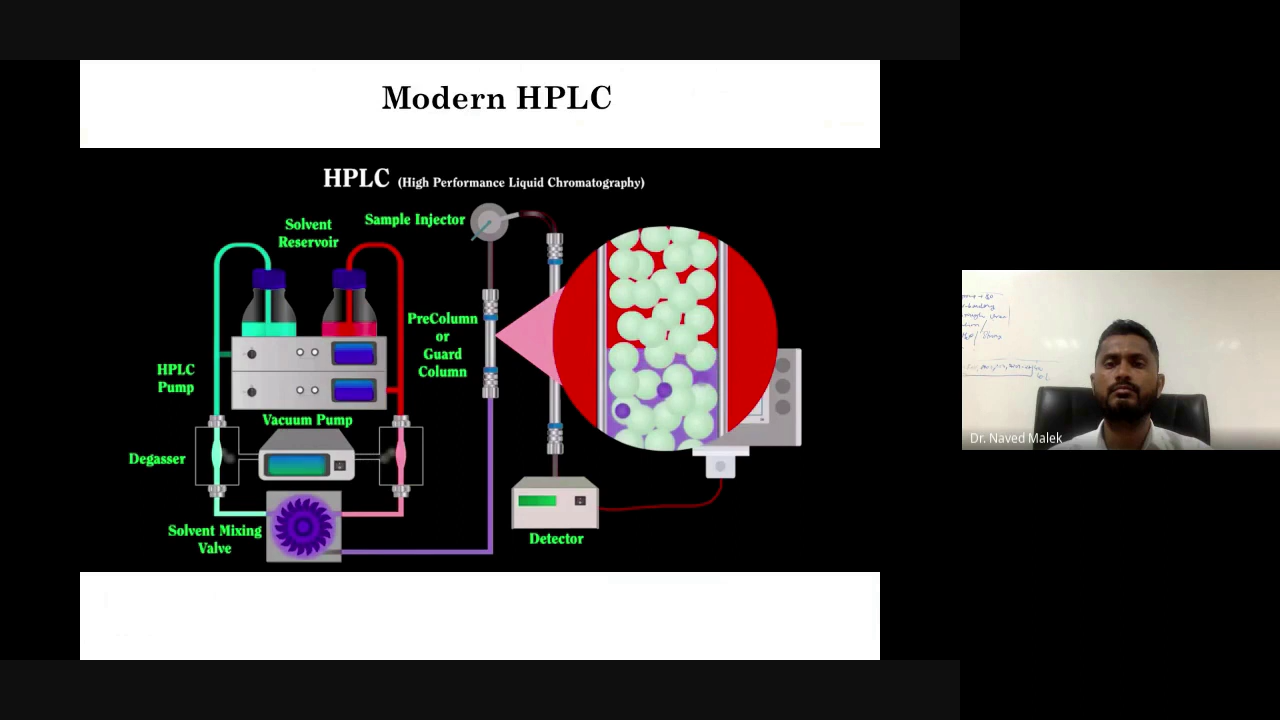 Modern HPLC
HPLC (High Performance Liquid Chromatography)
Solvent
Reservoir
Sample Injector
PreColumn
or
Guard
Column
HPLC
Pump
Vacuum Pump
Degasser
Solvent Mixing
Valve
Detector
Dr. Naved Malek